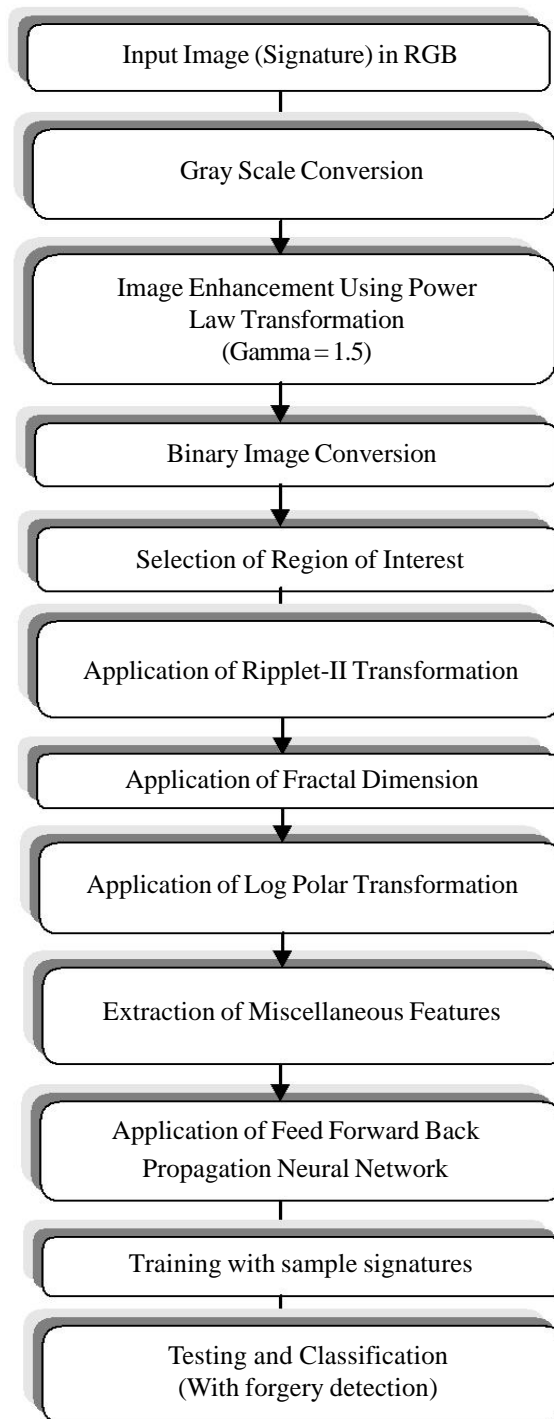 Input Image (Signature) in RGB
Gray Scale Conversion
Image Enhancement Using Power
Law Transformation
(Gamma = 1.5)
Binary Image Conversion
Selection of Region of Interest
Application of Ripplet-II Transformation
Application of Fractal Dimension
Application of Log Polar Transformation
Extraction of Miscellaneous Features
Application of Feed Forward Back
Propagation Neural Network
Training with sample signatures
Testing and Classification
(With forgery detection)